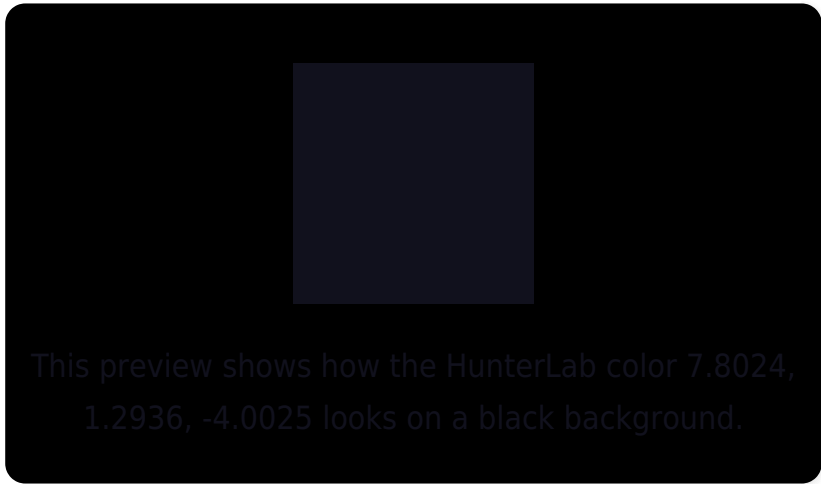 This preview shows how the HunterLab color 7.8024,
1.2936, -4.0025 looks on a black background.